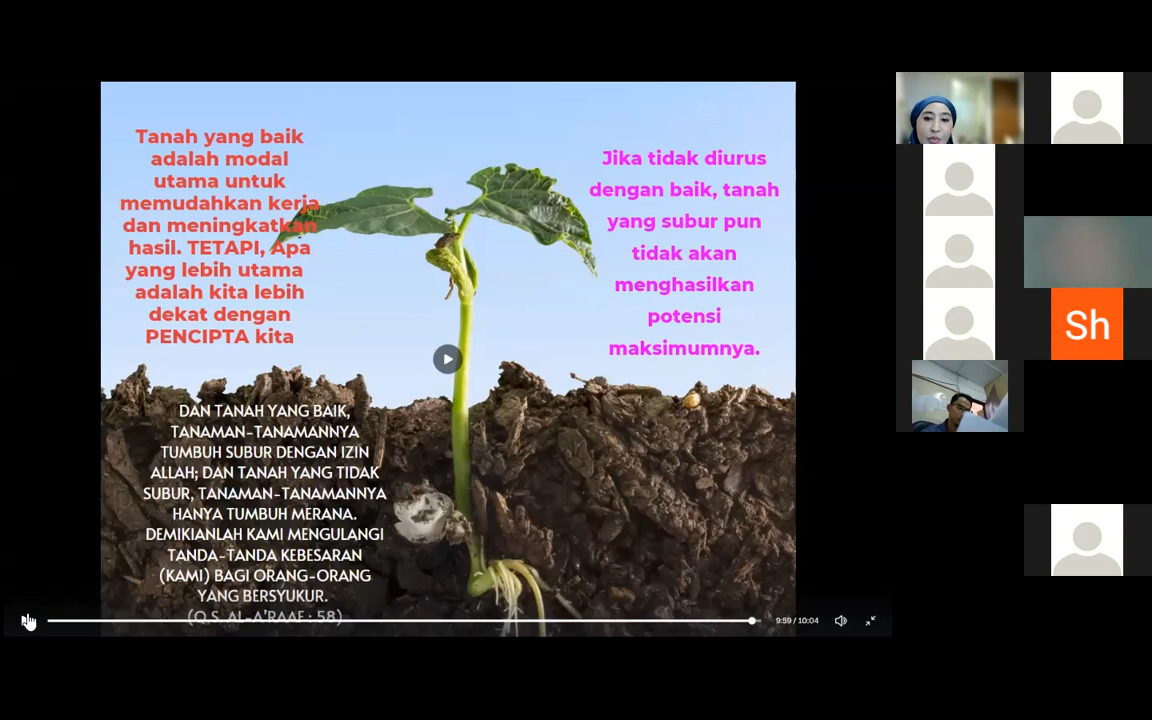 Tanah yang baik
adalah modal
utama untuk
memudahkan kerja
dan meningkatkan
hasil. TETAPI, Apa
yang lebih utama
adalah kita lebih
dekat dengan
PENCIPTA kita
Jika tidak diurus
dengan baik, tanah
yang subur pun
tidak akan
menghasilkan
potensi
maksimumnya.
DAN TANAH YANG BAIK,
TANAMAN-TANAMANNYA
TUMBUH SUBUR DENGAN IZIN
ALLAH; DAN TANAH YANG TIDAK
SUBUR, TANAMAN-TANAMANNYA
HANYA TUMBUH MERANA.
DEMIKIANLAH KAMI MENGULANGI
TANDA-TANDA KEBESARAN
(KAMI) BAGI ORANG-ORANG
YANG BERSYUKUR.
(Q.S. AL-A'RAAF : 58)
9:59 / 10:04
Sh